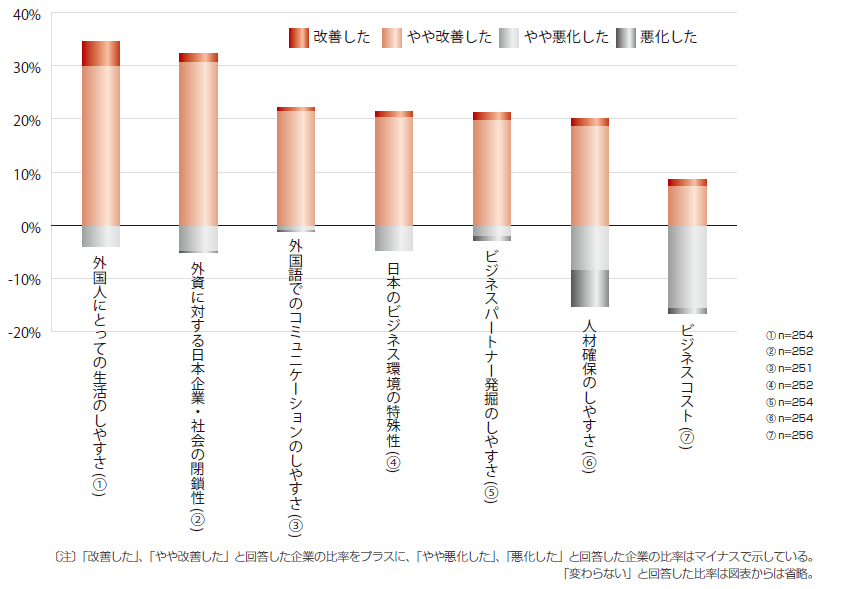 40%
30%
20%
10%
0%
-10%
-20%
改善した
やや改善した
やや悪化した
悪化した
外国人にとっての生活のしやすさ(①)
外資に対する日本企業・社会の閉鎖性(②)
外国語でのコミュニケーションのしやすさ(③)
日本のビジネス環境の特殊性(④)
ビジネスパートナー発掘のしやすさ(⑤)
人材確保のしやすさ(⑥)
ビジネスコスト(⑦)
① n=254
② n=252
③ n=251
④ n=252
⑤ n=254
⑥ n=254
⑦ n=256
〔注〕「改善した」、「やや改善した」と回答した企業の比率をプラスに、「やや悪化した」、「悪化した」と回答した企業の比率はマイナスで示している。
「変わらない」と回答した比率は図表からは省略。